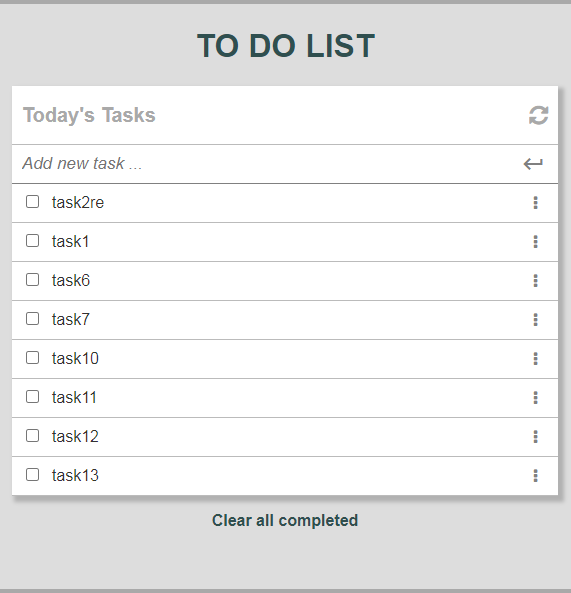 TO DO LIST
Today's Tasks
Add new task ...
task2re
task1
task6
task7
task10
task11
task12
task13
Clear all completed